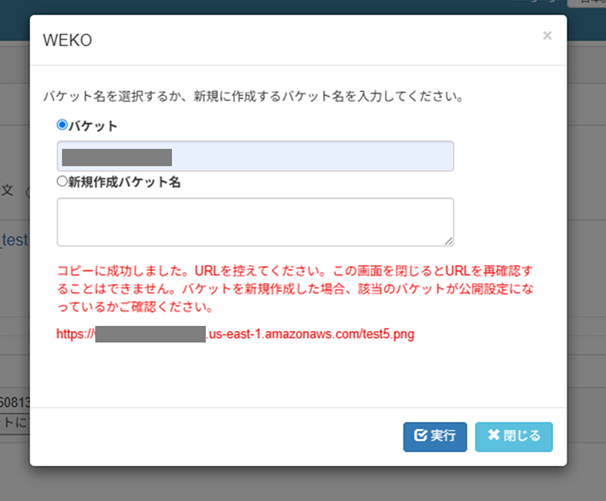 WEKO
×
バケット名を選択するか、新規に作成するバケット名を入力してください。
バケット
新規作成バケット名
文
_test
コピーに成功しました。URLを控えてください。この画面を閉じるとURLを再確認す
ることはできません。バケットを新規作成した場合、該当のバケットが公開設定にな
っているかご確認ください。
https://
.us-east-1.amazonaws.com/test5.png
60813
ントに
実行
閉じる